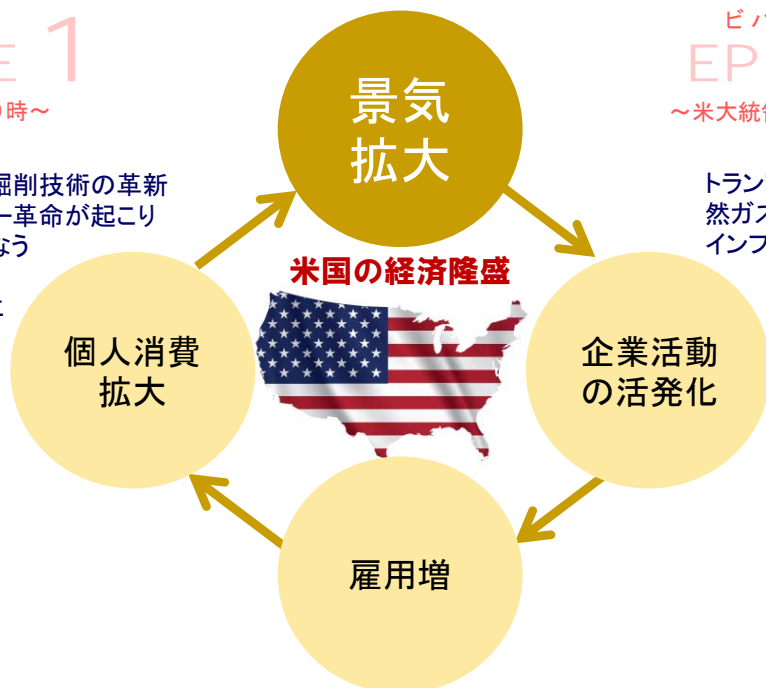 E 1
時～
掘削技術の革新
ー革命が起こり
なう
ビ
EP
～米大統
トラン
然ガス
インフ
景気
拡大
米国の経済隆盛
個人消費
拡大
企業活動
の活発化
雇用増